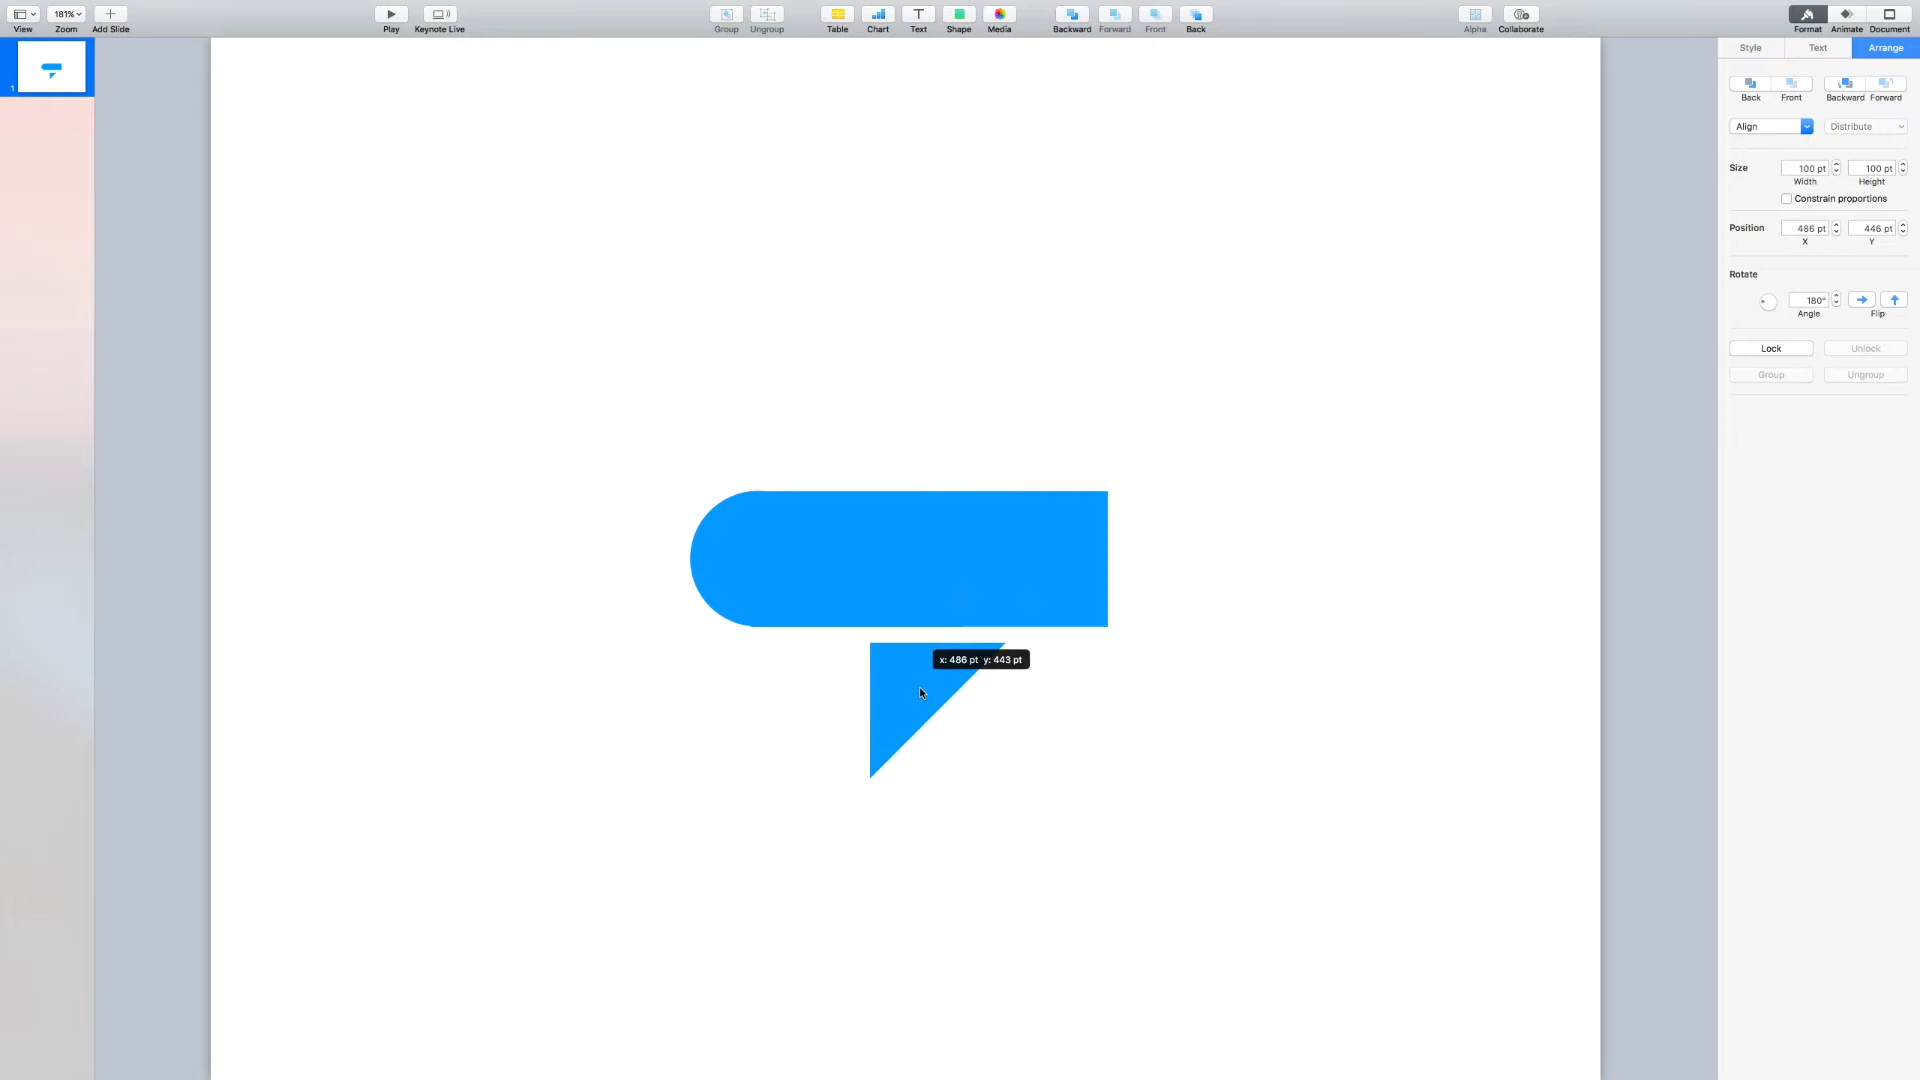 181%
View Zoom Add Slide Play Keynote Live Group Ungroup Table Chart Text Shape Media Backward Forward Front Back Alpha Collaborate Format Animate Document
Style Text Arrange
1
Back Front Backward Forward
Align Distribute
Size 100 pt 100 pt
Width Height
Constrain proportions
Position 486 pt 446 pt
X Y
Rotate
180°
Angle Flip
Lock Unlock
Group Ungroup
x: 486 pt y: 443 pt